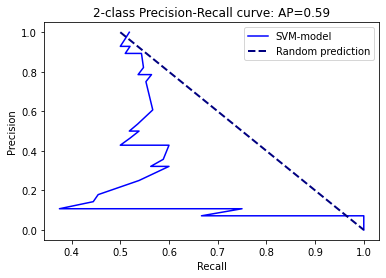 2-class Precision-Recall curve: AP=0.59
1.0
0.8
0.6
0.4
0.2
0.0
Precision
SVM-model
Random prediction
0.4 0.5 0.6 0.7 0.8 0.9 1.0
Recall